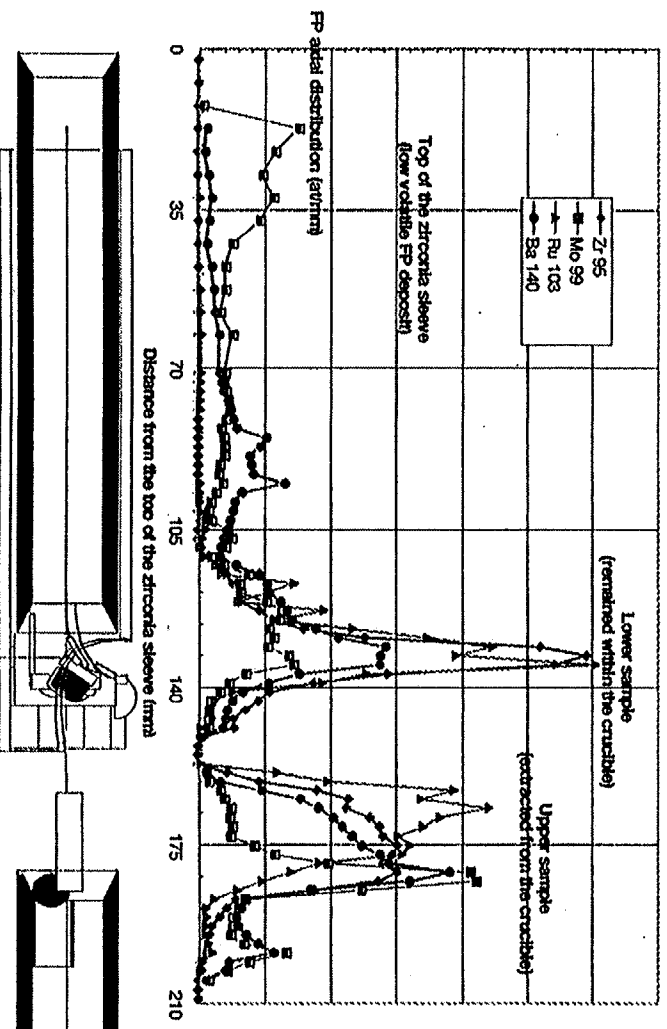 FP axial distribution (at/mm)
Top of the zirconia sleeve
(low volatile FP deposit)
Zr 95
Mo 99
Ru 103
Ba 140
Lower sample
(remained within the crucible)
Upper sample
(extracted from the crucible)
0
35
70
105
140
175
210
Distance from the top of the zirconia sleeve (mm)